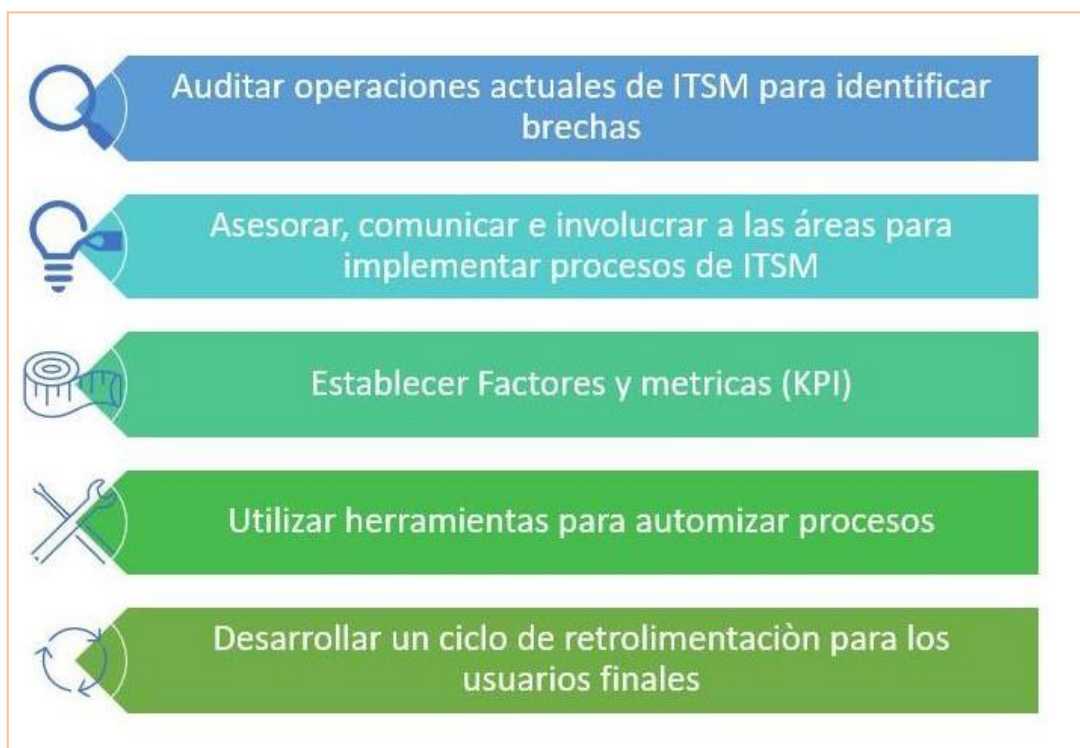 Auditar operaciones actuales de ITSM para identificar
brechas
Asesorar, comunicar e involucrar a las áreas para
implementar procesos de ITSM
Establecer Factores y metricas (KPI)
Utilizar herramientas para automizar procesos
Desarrollar un ciclo de retrolimentaciòn para los
usuarios finales